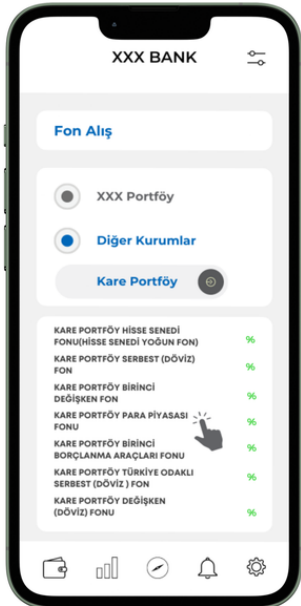 XXX BANK
Fon Alış
XXX Portföy
Diğer Kurumlar
Kare Portföy
KARE PORTFÖY HİSSE SENEDİ
FONU(HİSSE SENEDİ YOĞUN FON) %
KARE PORTFÖY SERBEST (DÖVİZ)
FON %
KARE PORTFÖY BİRİNCİ
DEĞİŞKEN FON %
KARE PORTFÖY PARA PİYASASI
FONU %
KARE PORTFÖY BİRİNCİ
BORÇLANMA ARAÇLARI FONU %
KARE PORTFÖY TÜRKİYE ODAKLI
SERBEST (DÖVİZ ) FON %
KARE PORTFÖY DEĞİŞKEN
(DÖVİZ) FONU %